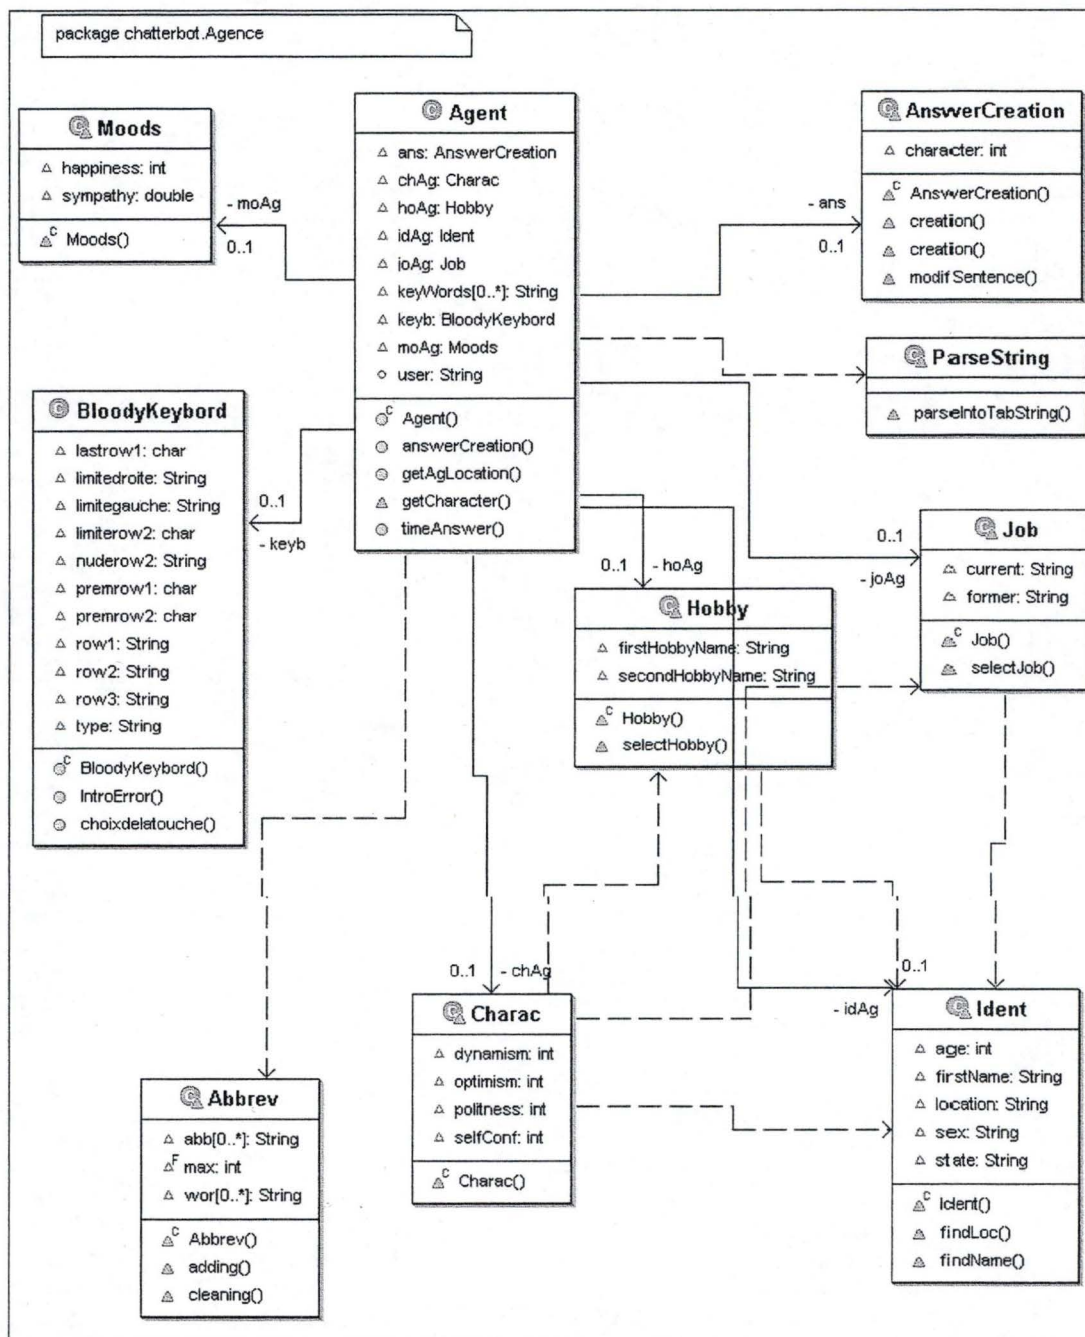 package chatterbot.Agence
Moods
happiness: int
sympathy: double
Moods()
- moAg
0..1
Agent
ans: AnswerCreation
chAg: Charac
hoAg: Hobby
idAg: Ident
joAg: Job
keyWords[0..*]: String
keyb: BloodyKeybord
moAg: Moods
user: String
C Agent()
answerCreation()
getAgLocation()
getCharacter()
timeAnswer()
- ans
0..1
AnswerCreation
character: int
C AnswerCreation()
creation()
creation()
modifSentence()
ParseString
parseIntoTabString()
BloodyKeybord
lastrow1: char
limitedroite: String
limitegauche: String
limiterow2: char
nuderow2: String
premrow1: char
premrow2: char
row1: String
row2: String
row3: String
type: String
C BloodyKeybord()
IntroError()
choixdelatouche()
0..1
- keyb
0..1
- hoAg
Hobby
firstHobbyName: String
secondHobbyName: String
C Hobby()
selectHobby()
0..1
- joAg
Job
current: String
former: String
C Job()
selectJob()
0..1
- chAg
Charac
dynamism: int
optimism: int
politness: int
selfConf: int
C Charac()
0..1
- idAg
Ident
age: int
firstName: String
location: String
sex: String
state: String
C Ident()
findLoc()
findName()
Abbrev
abb[0..*]: String
F max: int
wor[0..*]: String
C Abbrev()
adding()
cleaning()